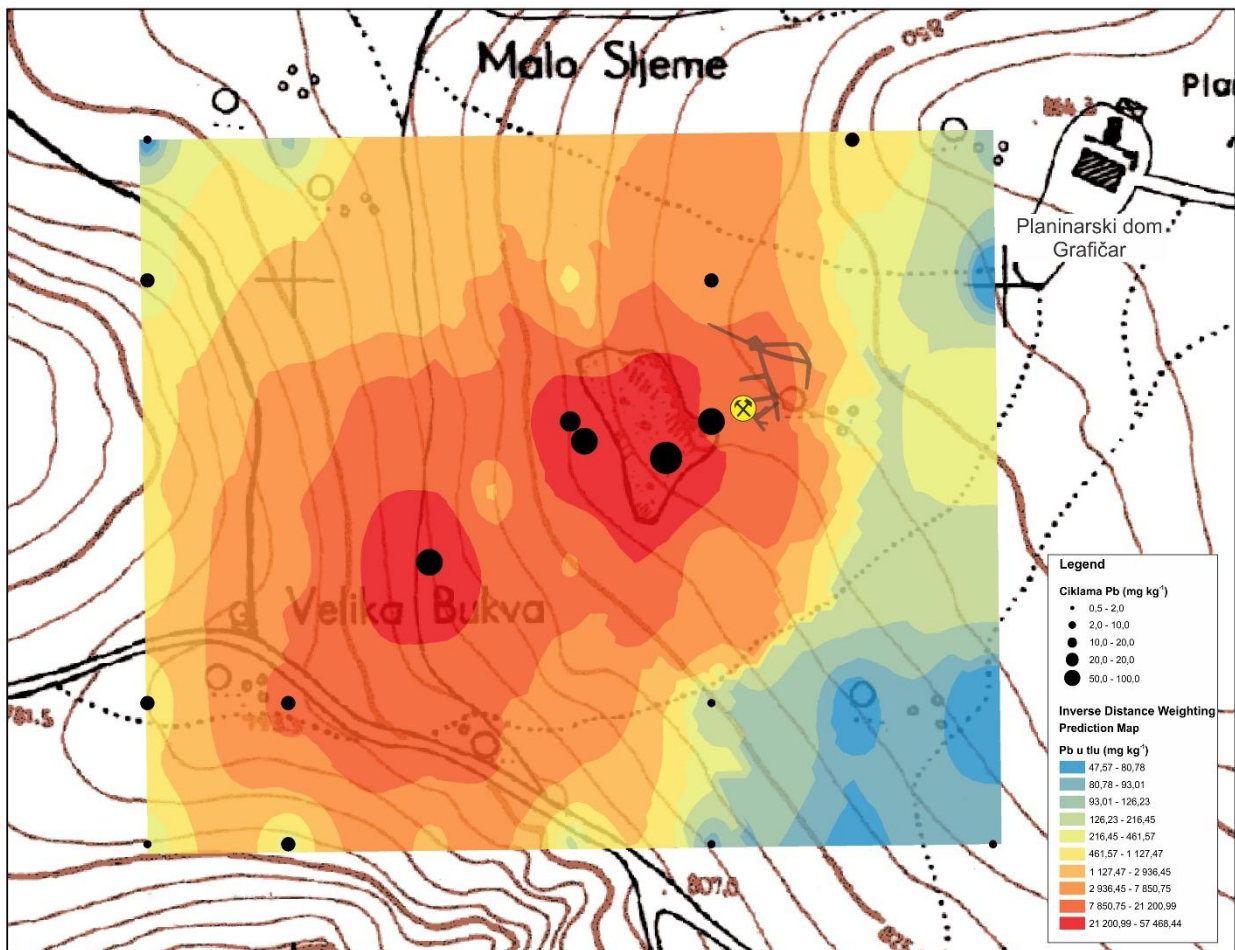 850
Malo Sljeme
Pla
Planinarski dom
Grafičar
Velika Bukva
781.5
807,0
825
Legend
Ciklama Pb (mg kg⁻¹)
0,5 - 2,0
2,0 - 10,0
10,0 - 20,0
20,0 - 20,0
50,0 - 100,0
Inverse Distance Weighting
Prediction Map
Pb u tlu (mg kg⁻¹)
47,57 - 80,78
80,78 - 93,01
93,01 - 126,23
126,23 - 216,45
216,45 - 461,57
461,57 - 1 127,47
1 127,47 - 2 936,45
2 936,45 - 7 850,75
7 850,75 - 21 200,99
21 200,99 - 57 468,44